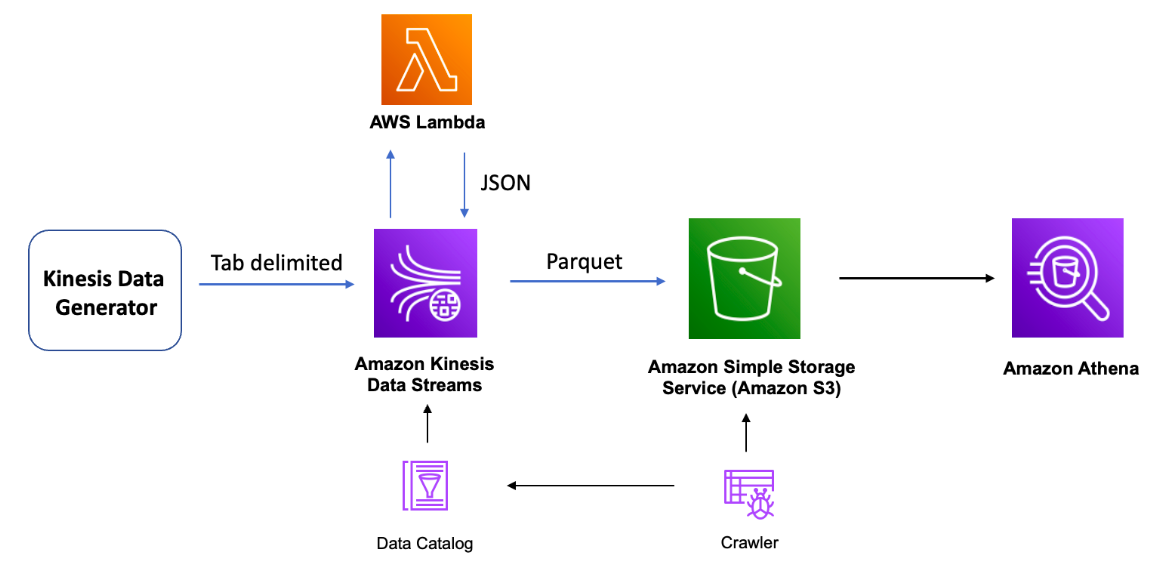 AWS Lambda
JSON
Kinesis Data
Generator
Tab delimited
Parquet
Amazon Kinesis
Data Streams
Amazon Simple Storage
Service (Amazon S3)
Amazon Athena
Data Catalog
Crawler